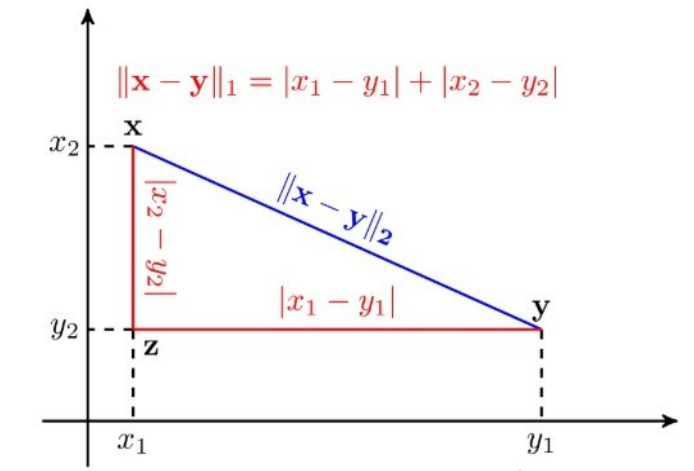 ‖x − y‖₁ = |x₁ − y₁| + |x₂ − y₂|
x
x₂
‖x − y‖₂
|x₂ − y₂|
|x₁ − y₁|
y
y₂
z
x₁
y₁